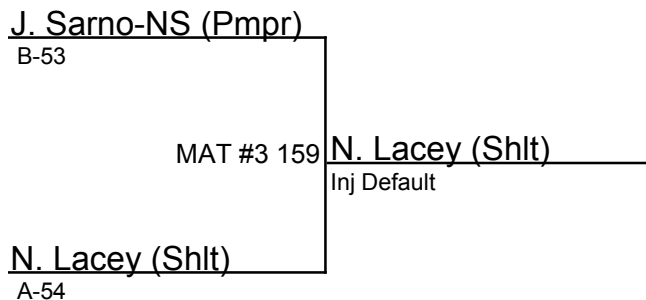 J. Sarno-NS (Pmpr)
B-53
MAT #3 159
N. Lacey (Shlt)
Inj Default
N. Lacey (Shlt)
A-54